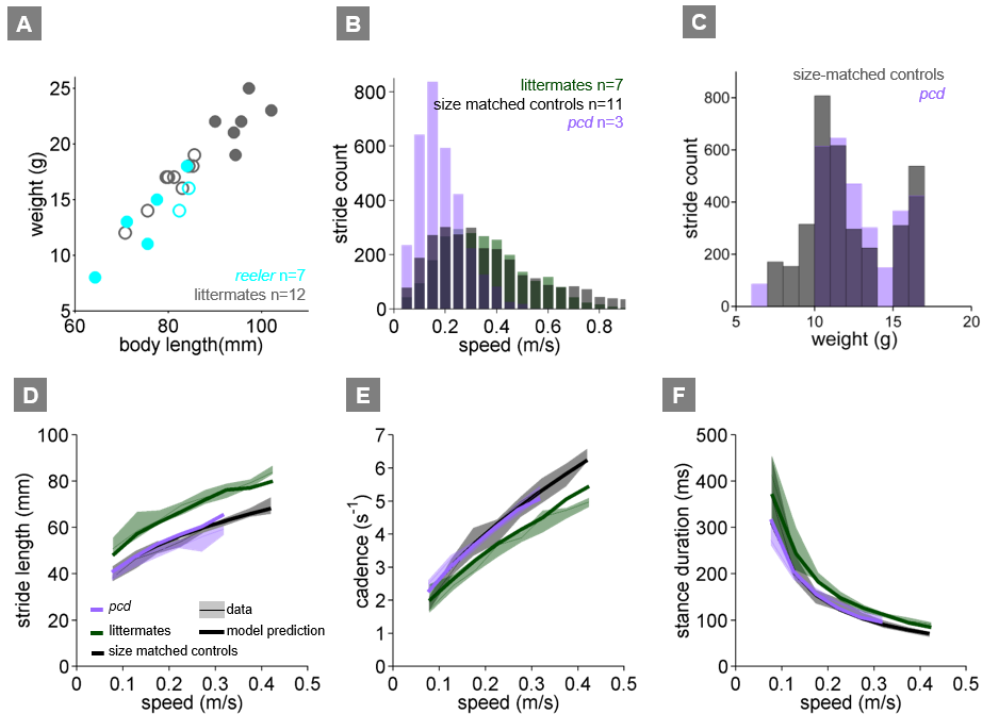 A
B
C
weight (g)
25
20
15
10
5
60
80
100
body length(mm)
reeler n=7
littermates n=12
stride count
800
600
400
200
0
0
0.2
0.4
0.6
0.8
speed (m/s)
littermates n=7
size matched controls n=11
pcd n=3
stride count
800
600
400
200
0
5
10
15
20
weight (g)
size-matched controls
pcd
D
E
F
stride length (mm)
100
80
60
40
20
0
0
0.1
0.2
0.3
0.4
0.5
speed (m/s)
pcd
littermates
size matched controls
data
model prediction
cadence (s-1)
7
6
5
4
3
2
1
0
0
0.1
0.2
0.3
0.4
0.5
speed (m/s)
stance duration (ms)
500
400
300
200
100
0
0
0.1
0.2
0.3
0.4
0.5
speed (m/s)